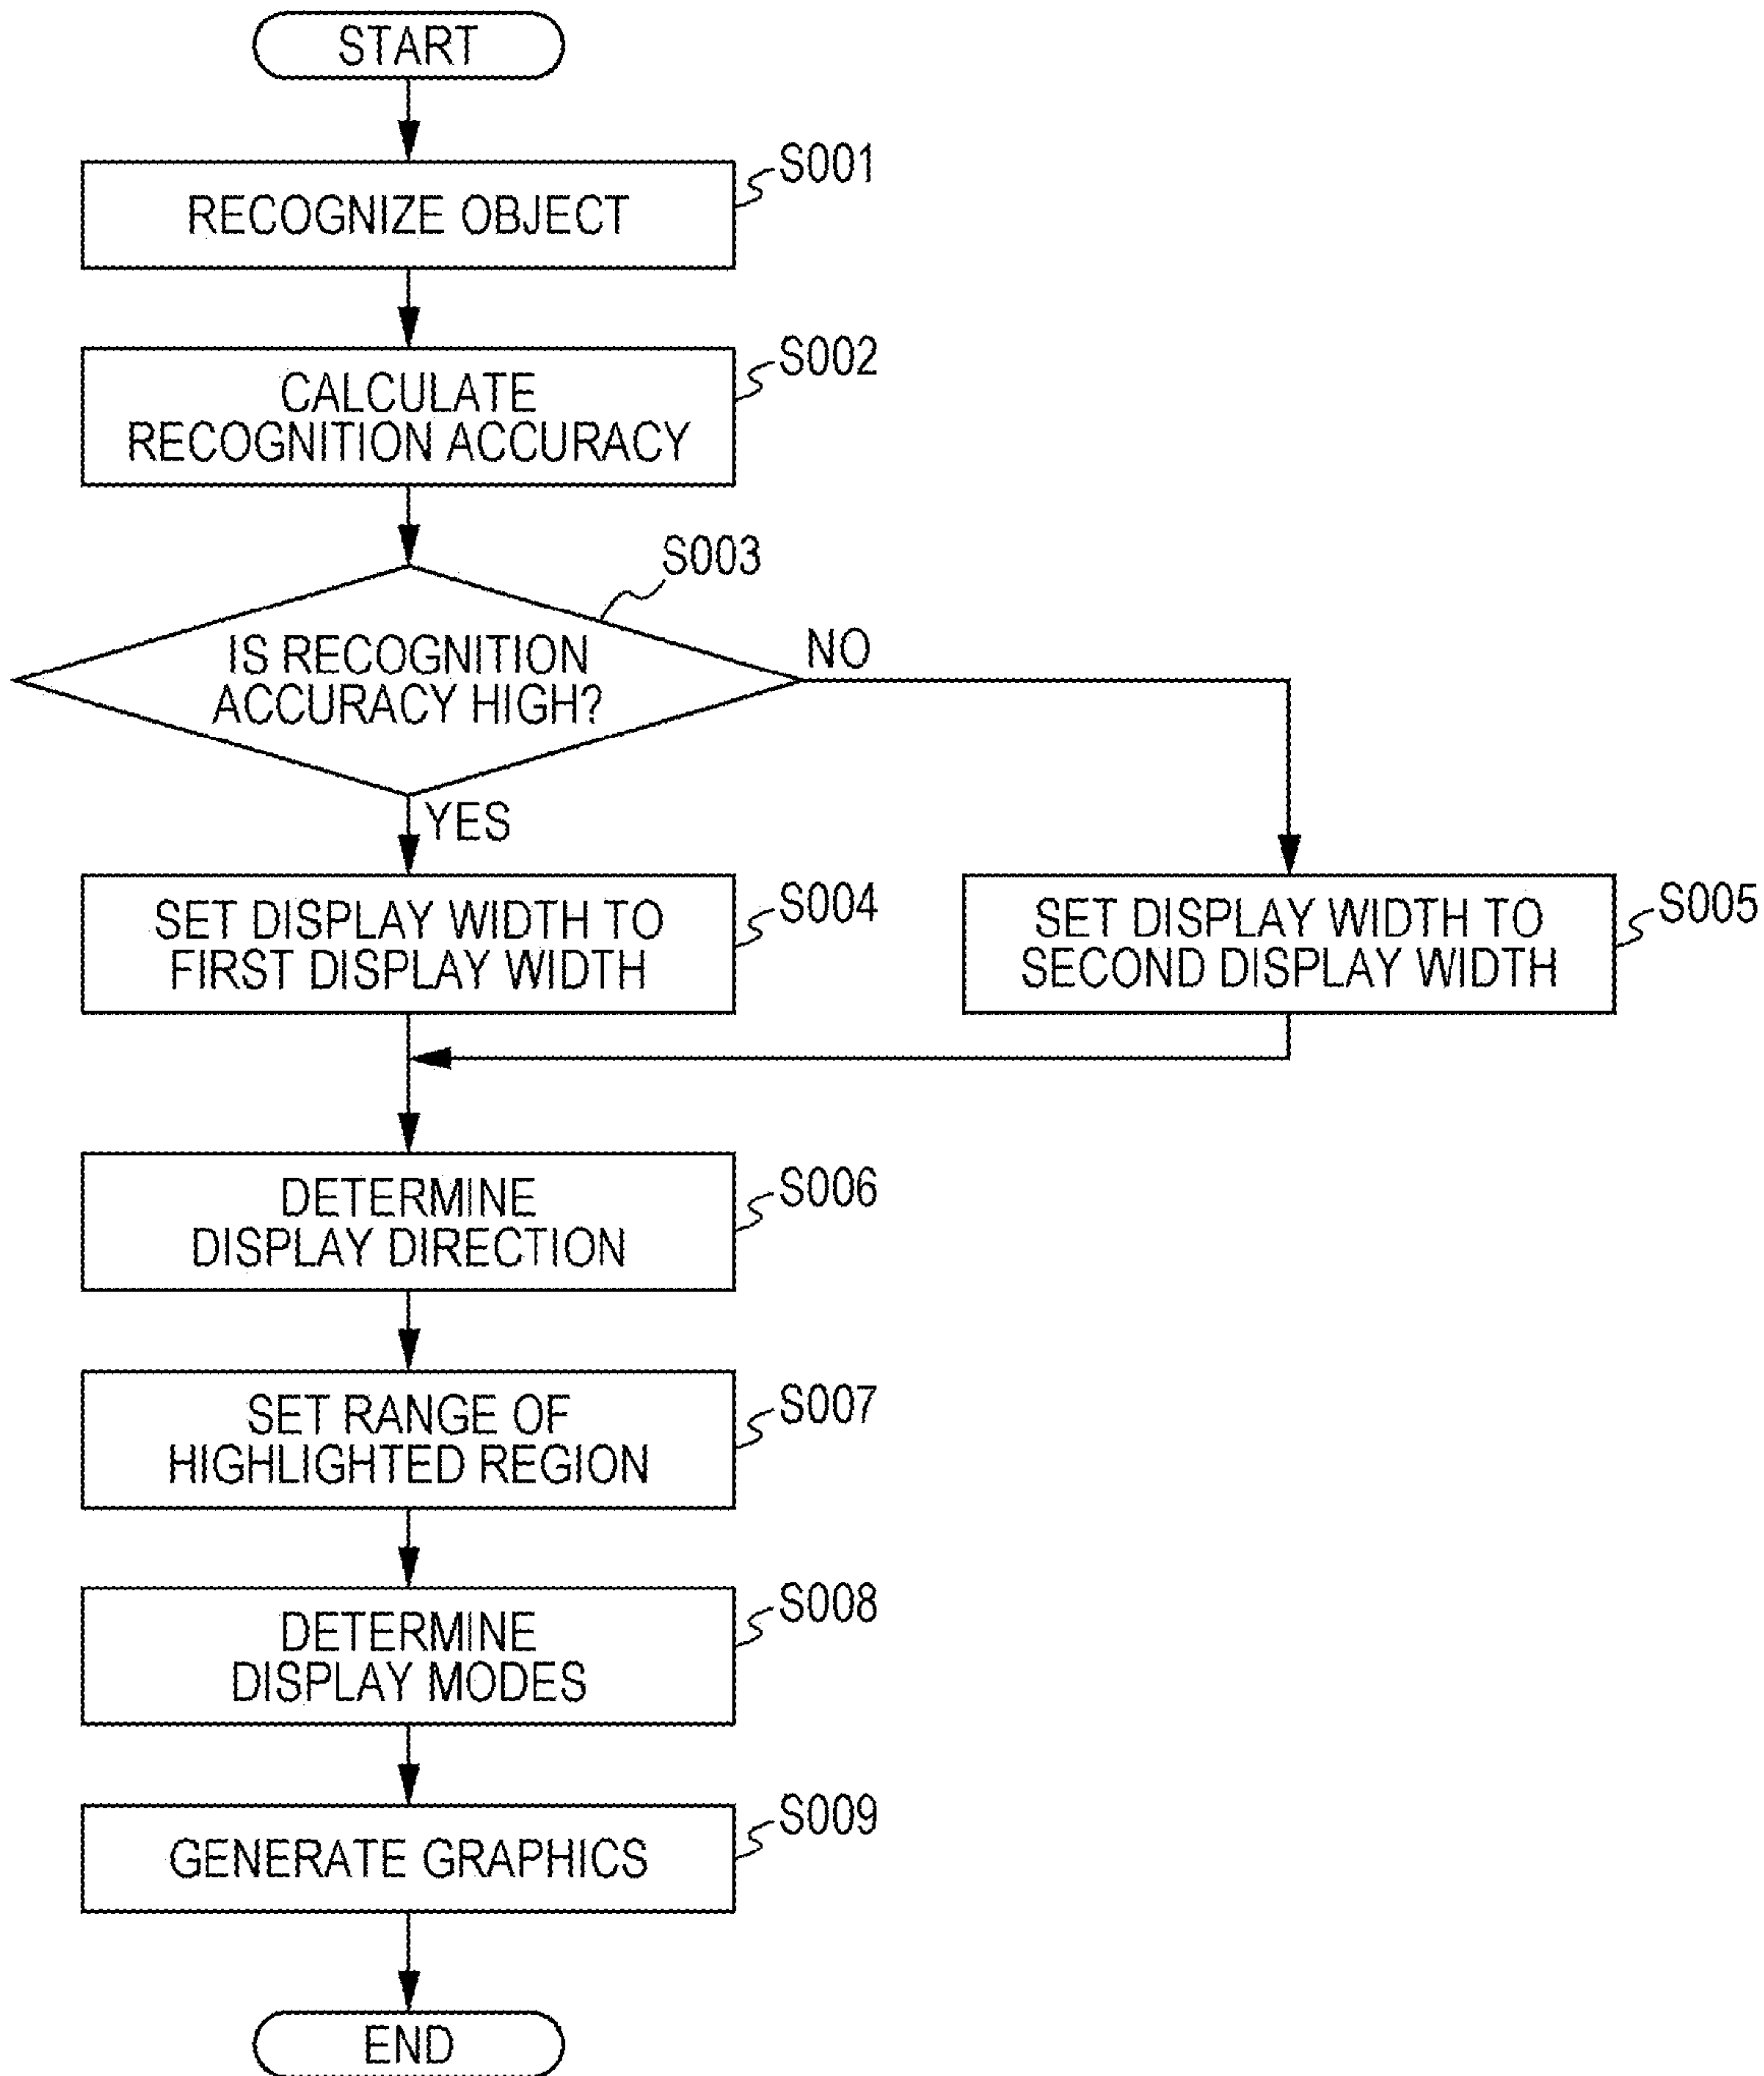 START
RECOGNIZE OBJECT
S001
CALCULATE
RECOGNITION ACCURACY
S002
IS RECOGNITION
ACCURACY HIGH?
S003
NO
YES
SET DISPLAY WIDTH TO
FIRST DISPLAY WIDTH
S004
SET DISPLAY WIDTH TO
SECOND DISPLAY WIDTH
S005
DETERMINE
DISPLAY DIRECTION
S006
SET RANGE OF
HIGHLIGHTED REGION
S007
DETERMINE
DISPLAY MODES
S008
GENERATE GRAPHICS
S009
END